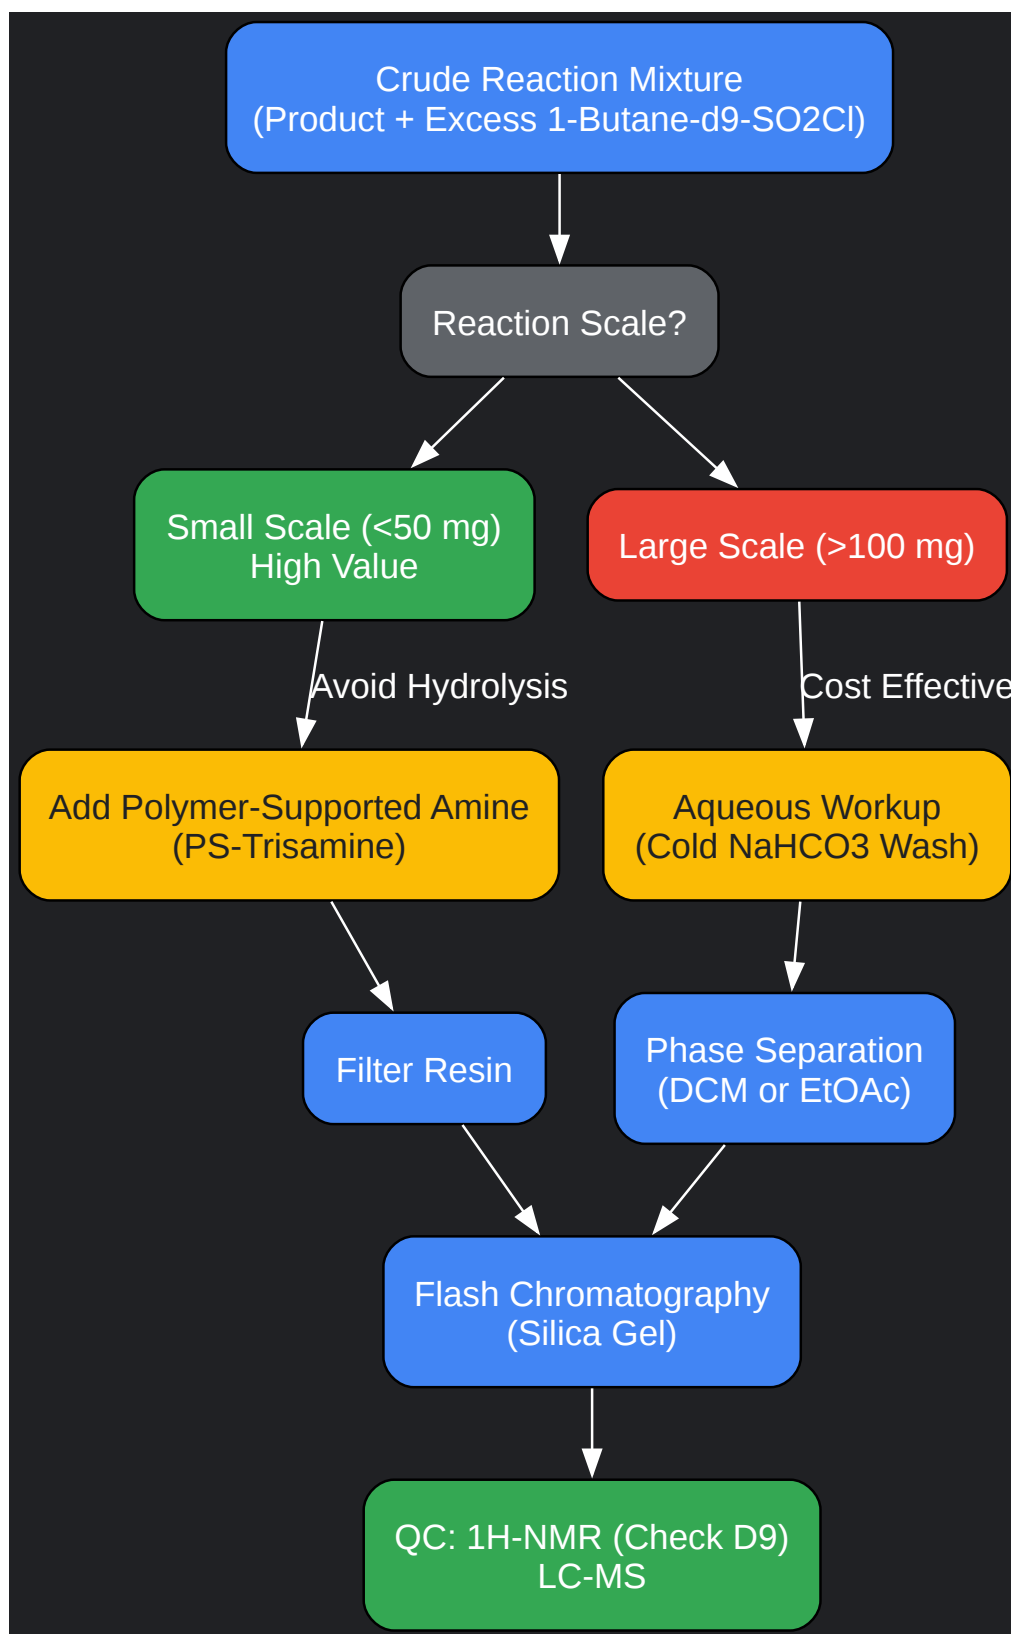 Crude Reaction Mixture
(Product + Excess 1-Butane-d9-SO2Cl)
Reaction Scale?
Small Scale (<50 mg)
High Value
Large Scale (>100 mg)
Avoid Hydrolysis
Cost Effective
Add Polymer-Supported Amine
(PS-Trisamine)
Aqueous Workup
(Cold NaHCO3 Wash)
Filter Resin
Phase Separation
(DCM or EtOAc)
Flash Chromatography
(Silica Gel)
QC: 1H-NMR (Check D9)
LC-MS